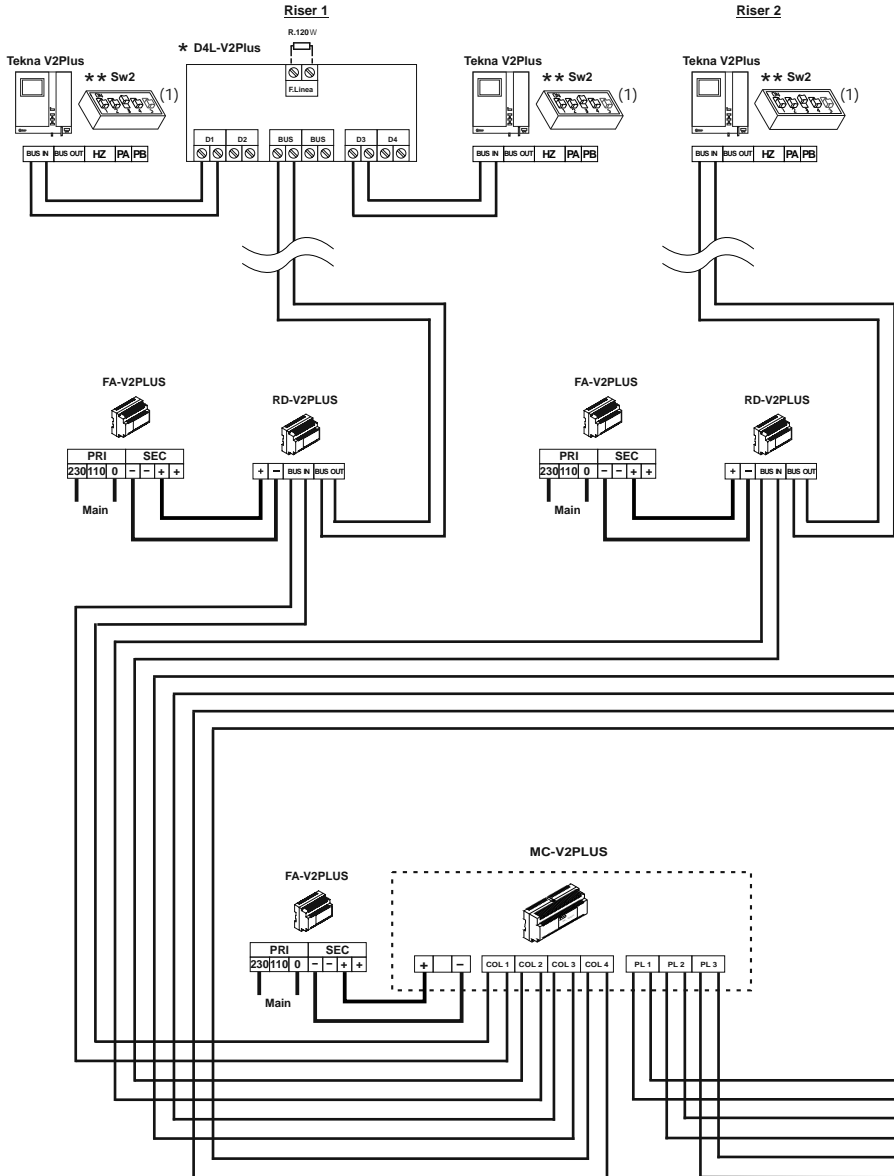 Riser 1
Riser 2
R.120W
* D4L-V2Plus
Tekna V2Plus
** Sw2
(1)
F.Linea
Tekna V2Plus
** Sw2
(1)
Tekna V2Plus
** Sw2
(1)
D1 D2 BUS BUS D3 D4
BUS IN BUS OUT HZ PA PB
BUS IN BUS OUT HZ PA PB
BUS IN BUS OUT HZ PA PB
FA-V2PLUS
RD-V2PLUS
PRI SEC
230 110 0 - - + +
Main
+ - BUS IN BUS OUT
FA-V2PLUS
RD-V2PLUS
PRI SEC
230 110 0 - - + +
Main
+ - BUS IN BUS OUT
MC-V2PLUS
FA-V2PLUS
PRI SEC
230 110 0 - - + +
Main
+ - COL 1 COL 2 COL 3 COL 4 PL 1 PL 2 PL 3